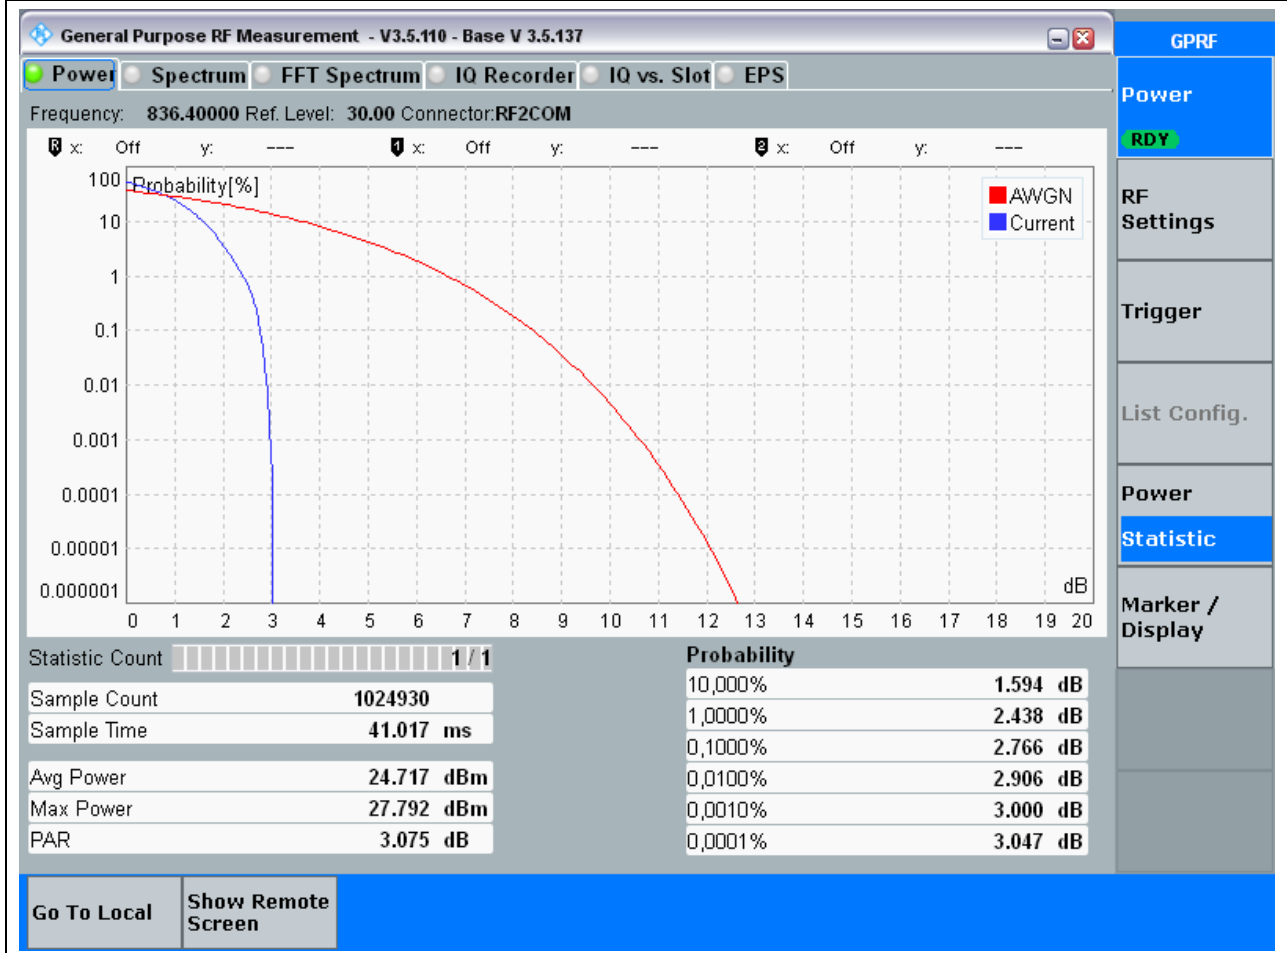 General Purpose RF Measurement - V3.5.110 - Base V 3.5.137
GPRF
Power Spectrum FFT Spectrum IQ Recorder IQ vs. Slot EPS
Frequency: 836.40000 Ref. Level: 30.00 Connector:RF2COM
R x: Off y: --- 1 x: Off y: --- 2 x: Off y: ---
Probability[%]
AWGN
Current
100
10
1
0.1
0.01
0.001
0.0001
0.00001
0.000001
dB
0 1 2 3 4 5 6 7 8 9 10 11 12 13 14 15 16 17 18 19 20
Statistic Count 1 / 1
Sample Count 1024930
Sample Time 41.017 ms
Avg Power 24.717 dBm
Max Power 27.792 dBm
PAR 3.075 dB
Probability
10,000% 1.594 dB
1,0000% 2.438 dB
0,1000% 2.766 dB
0,0100% 2.906 dB
0,0010% 3.000 dB
0,0001% 3.047 dB
Power
RDY
RF
Settings
Trigger
List Config.
Power
Statistic
Marker /
Display
Go To Local
Show Remote
Screen